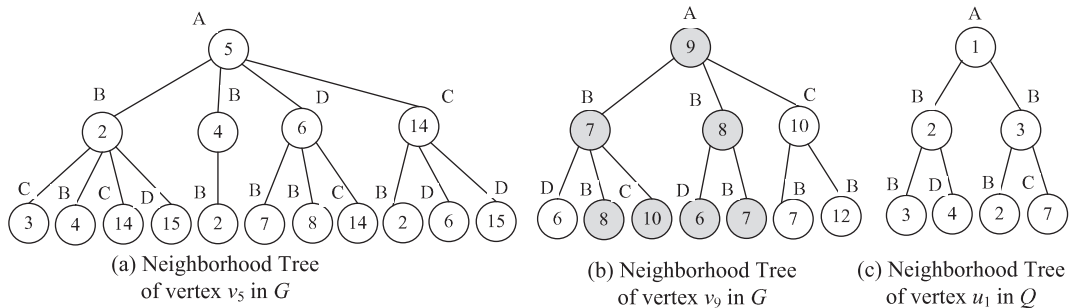 A A A
5 9 1
B B D C B B C B B
2 4 6 14 7 8 10 2 3
C B C D B B B C B D D D B C D B B B B D B C
3 4 14 15 2 7 8 14 2 6 15 6 8 10 6 7 7 12 3 4 2 7
(a) Neighborhood Tree (b) Neighborhood Tree (c) Neighborhood Tree
of vertex v₅ in G of vertex v₉ in G of vertex u₁ in Q